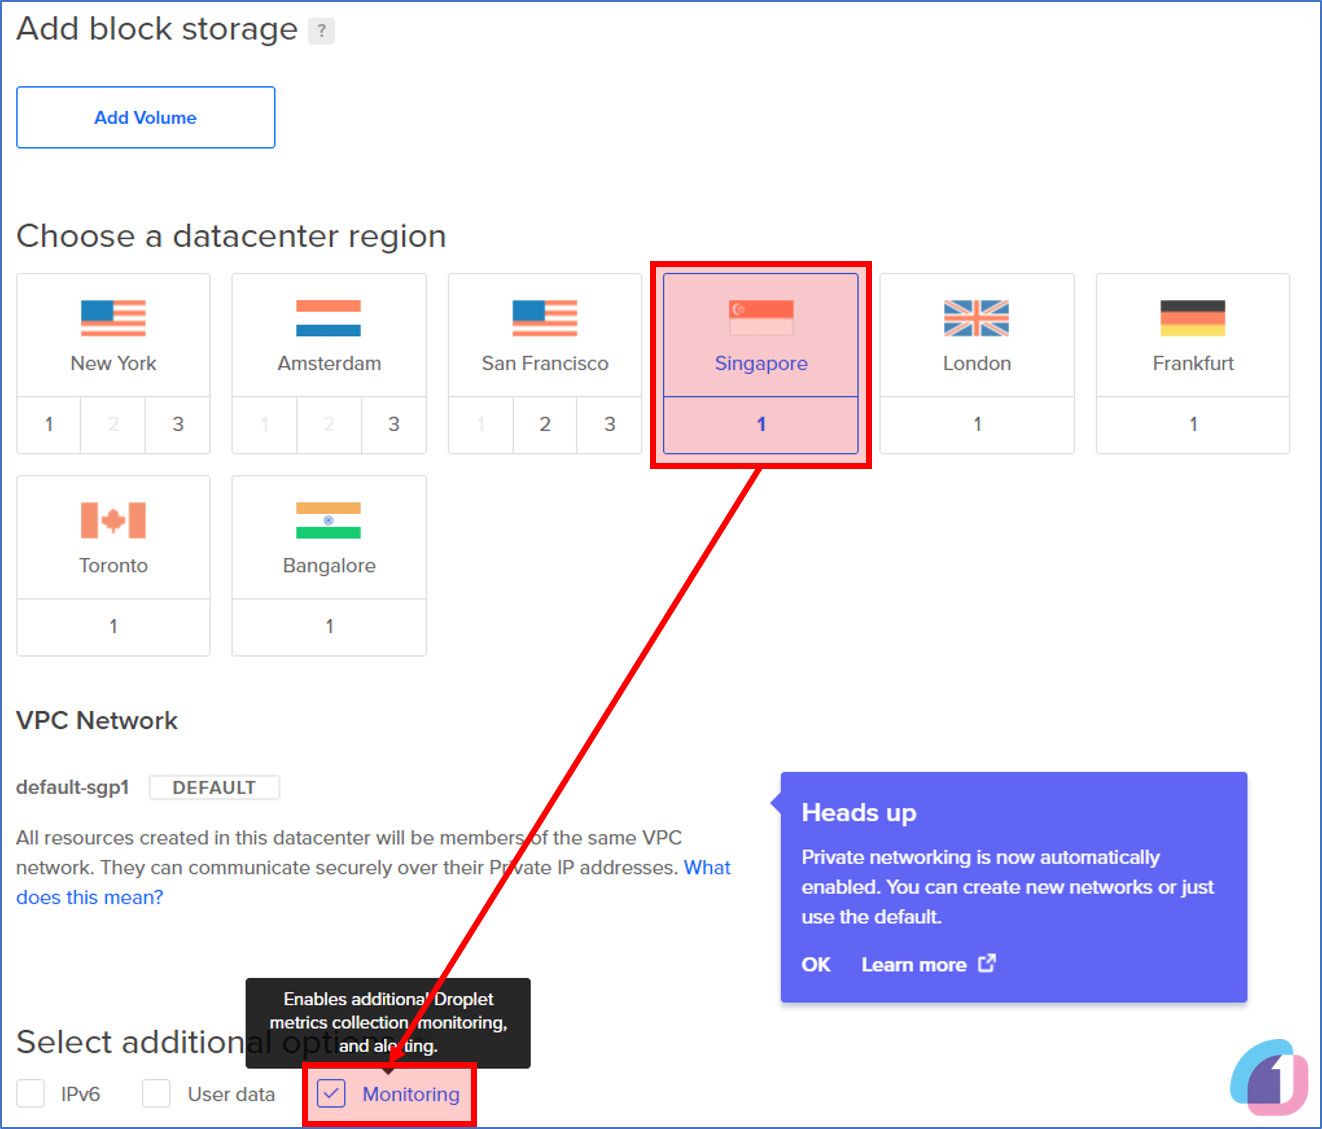 Add block storage ?
Add Volume
Choose a datacenter region
New York
Amsterdam
San Francisco
Singapore
London
Frankfurt
1 2 3
1 2 3
1 2 3
1
1
1
Toronto
Bangalore
1
1
VPC Network
default-sgp1 DEFAULT
All resources created in this datacenter will be members of the same VPC
network. They can communicate securely over their Private IP addresses. What
does this mean?
Heads up
Private networking is now automatically
enabled. You can create new networks or just
use the default.
OK Learn more
Enables additional Droplet
metrics collection, monitoring,
and alerting.
Select additional options
IPv6 User data Monitoring